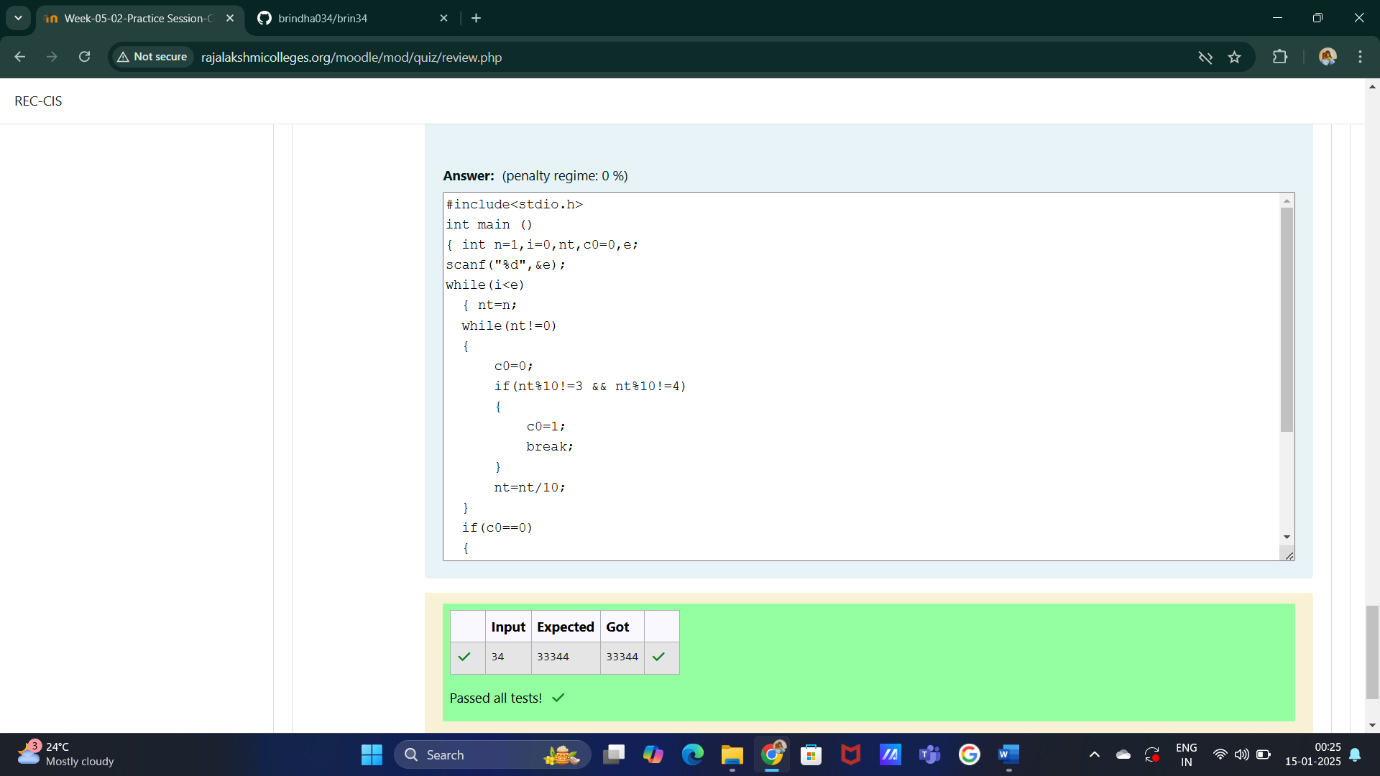 Week-05-02-Practice Session-C
brindha034/brin34
Not secure
rajalakshmicolleges.org/moodle/mod/quiz/review.php
REC-CIS
Answer: (penalty regime: 0 %)
#include<stdio.h>
int main ()
{ int n=1,i=0,nt,c0=0,e;
scanf("%d",&e);
while(i<e)
{ nt=n;
while(nt!=0)
{
c0=0;
if(nt%10!=3 && nt%10!=4)
{
c0=1;
break;
}
nt=nt/10;
}
if(c0==0)
{
Input Expected Got
34 33344 33344
Passed all tests!
3
24°C
Mostly cloudy
Search
ENG
IN
00:25
15-01-2025